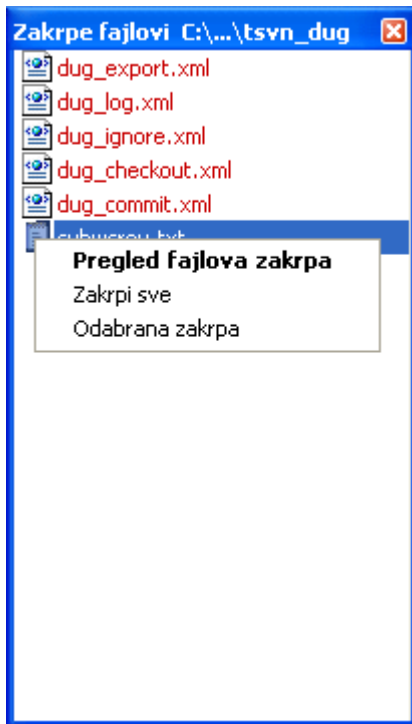 Zakrpe fajlovi C:\...\tsvn_dug
dug_export.xml
dug_log.xml
dug_ignore.xml
dug_checkout.xml
dug_commit.xml
Pregled fajlova zakrpa
Zakrpi sve
Odabrana zakrpa